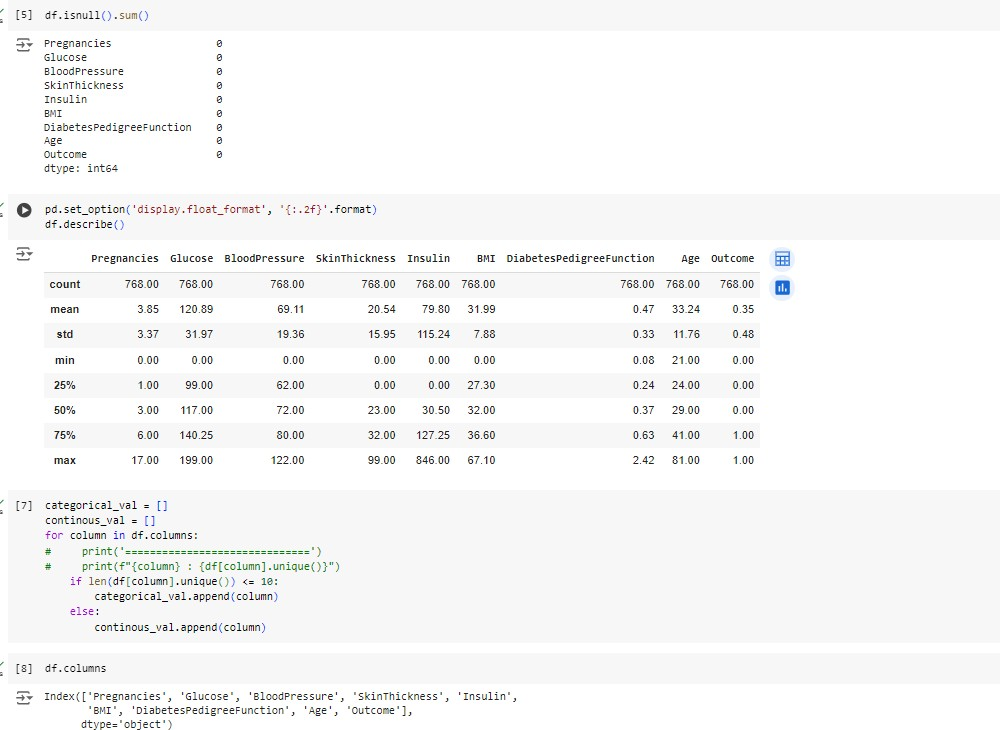 [5] df.isnull().sum()
Pregnancies 0
Glucose 0
BloodPressure 0
SkinThickness 0
Insulin 0
BMI 0
DiabetesPedigreeFunction 0
Age 0
Outcome 0
dtype: int64
pd.set_option('display.float_format', '{:.2f}'.format)
df.describe()
Pregnancies Glucose BloodPressure SkinThickness Insulin BMI DiabetesPedigreeFunction Age Outcome
count 768.00 768.00 768.00 768.00 768.00 768.00 768.00 768.00 768.00
mean 3.85 120.89 69.11 20.54 79.80 31.99 0.47 33.24 0.35
std 3.37 31.97 19.36 15.95 115.24 7.88 0.33 11.76 0.48
min 0.00 0.00 0.00 0.00 0.00 0.00 0.08 21.00 0.00
25% 1.00 99.00 62.00 0.00 0.00 27.30 0.24 24.00 0.00
50% 3.00 117.00 72.00 23.00 30.50 32.00 0.37 29.00 0.00
75% 6.00 140.25 80.00 32.00 127.25 36.60 0.63 41.00 1.00
max 17.00 199.00 122.00 99.00 846.00 67.10 2.42 81.00 1.00
[7] categorical_val = []
continous_val = []
for column in df.columns:
#     print('==============================')
#     print(f"{column} : {df[column].unique()}")
    if len(df[column].unique()) <= 10:
        categorical_val.append(column)
    else:
        continous_val.append(column)
[8] df.columns
Index(['Pregnancies', 'Glucose', 'BloodPressure', 'SkinThickness', 'Insulin',
       'BMI', 'DiabetesPedigreeFunction', 'Age', 'Outcome'],
      dtype='object')